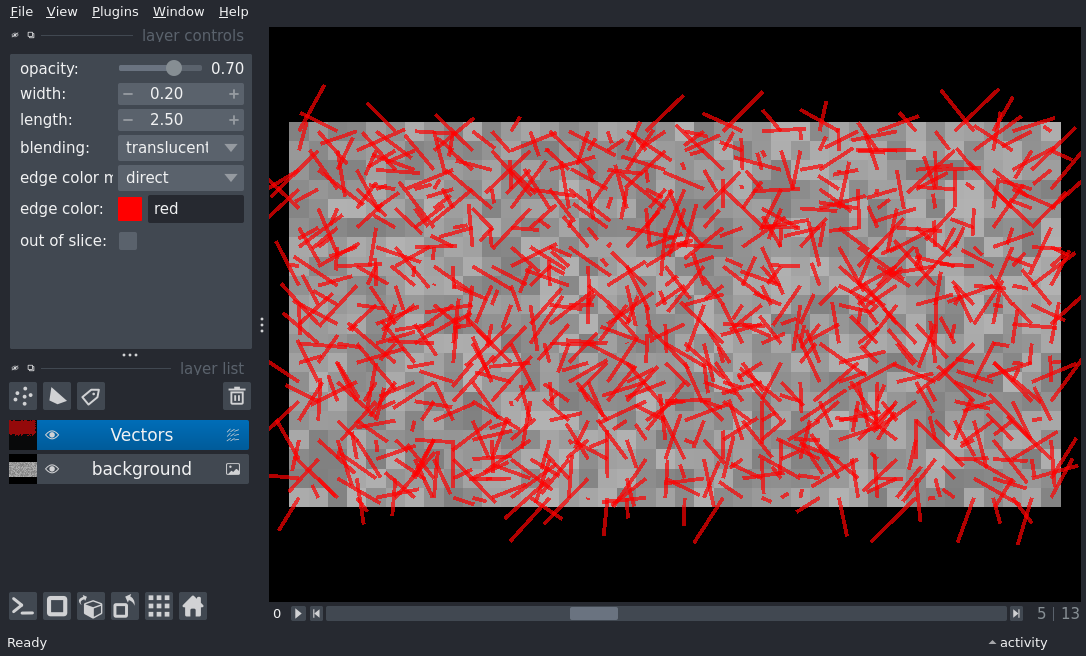 File View Plugins Window Help
layer controls
opacity: 0.70
width: − 0.20 +
length: − 2.50 +
blending: translucent
edge color m direct
edge color: red
out of slice:
layer list
Vectors
background
0 5 | 13
Ready activity